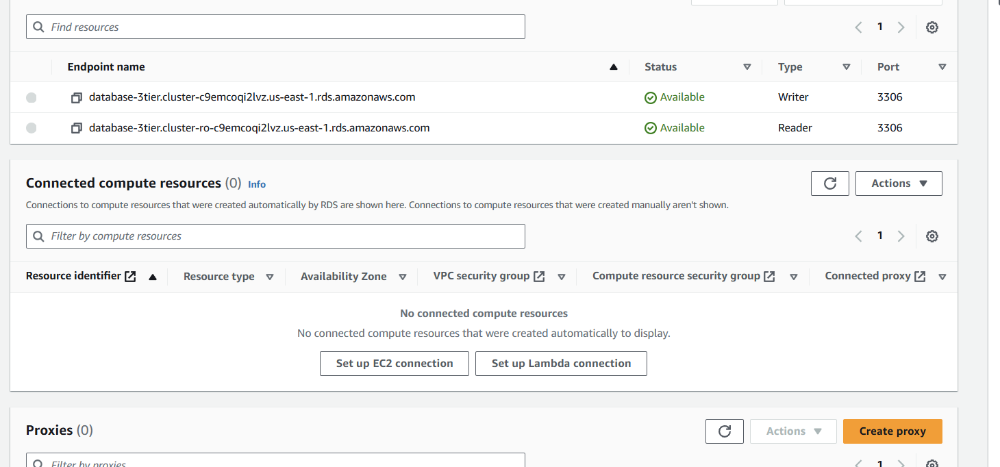 Find resources
1
Endpoint name Status Type Port
database-3tier.cluster-c9emcoqi2lvz.us-east-1.rds.amazonaws.com Available Writer 3306
database-3tier.cluster-ro-c9emcoqi2lvz.us-east-1.rds.amazonaws.com Available Reader 3306
Connected compute resources (0) Info
Actions
Connections to compute resources that were created automatically by RDS are shown here. Connections to compute resources that were created manually aren't shown.
Filter by compute resources
1
Resource identifier Resource type Availability Zone VPC security group Compute resource security group Connected proxy
No connected compute resources
No connected compute resources that were created automatically to display.
Set up EC2 connection Set up Lambda connection
Proxies (0)
Actions Create proxy
Filter by proxies
1